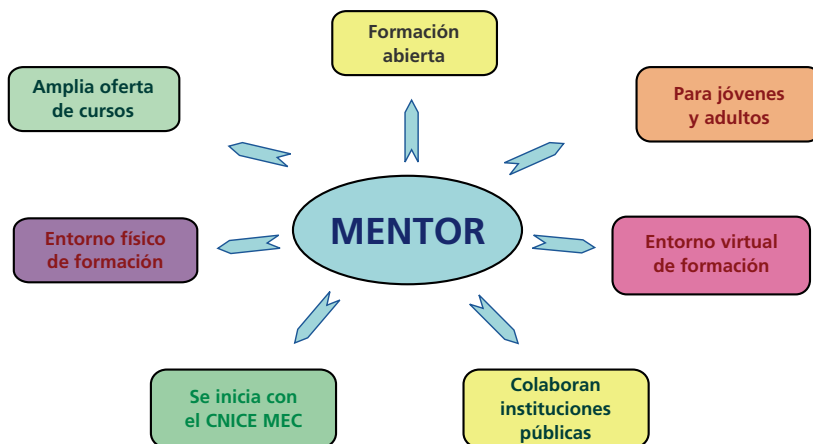 Formación
abierta
Amplia oferta
de cursos
Para jóvenes
y adultos
MENTOR
Entorno físico
de formación
Entorno virtual
de formación
Se inicia con
el CNICE MEC
Colaboran
instituciones
públicas